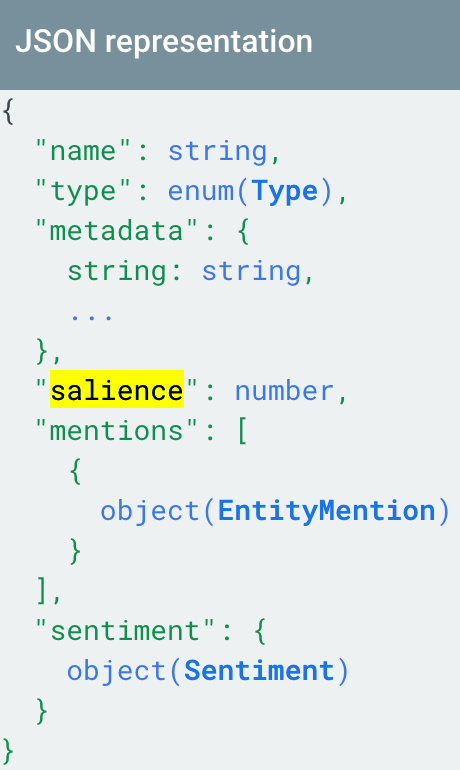 JSON representation
{
  "name": string,
  "type": enum(Type),
  "metadata": {
    string: string,
    ...
  },
  "salience": number,
  "mentions": [
    {
      object(EntityMention)
    }
  ],
  "sentiment": {
    object(Sentiment)
  }
}